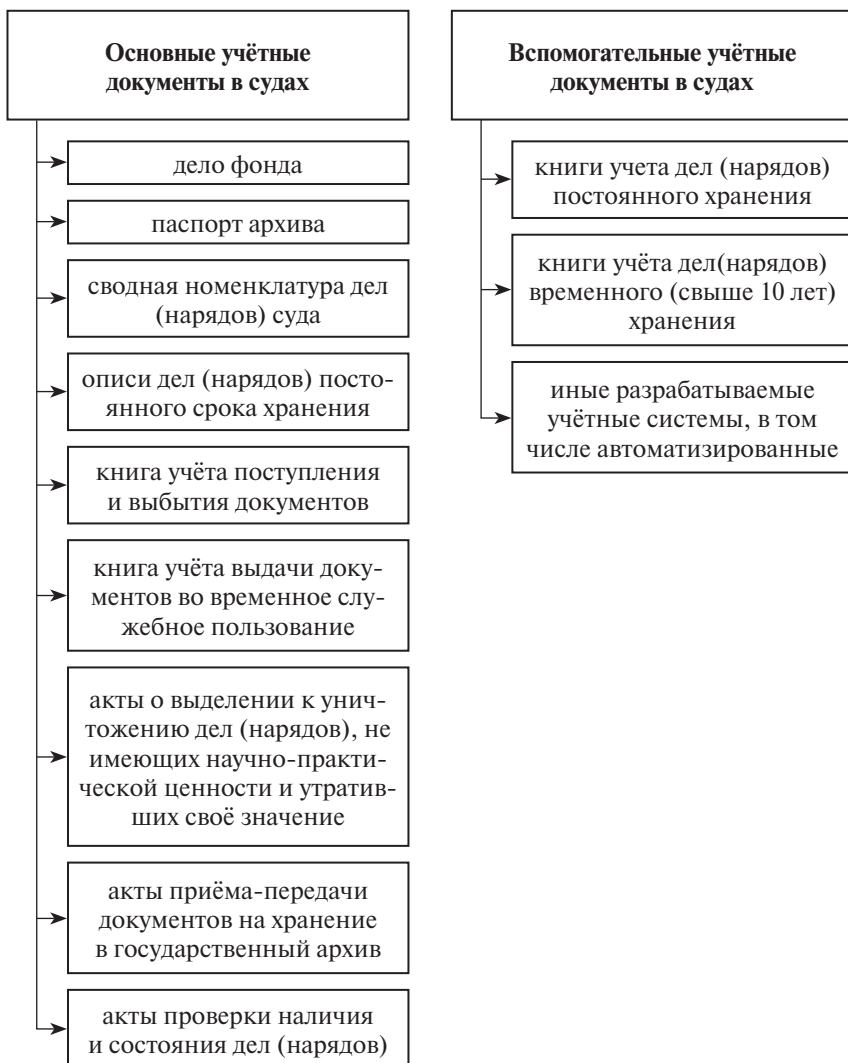 Основные учётные
документы в судах
дело фонда
паспорт архива
сводная номенклатура дел
(нарядов) суда
описи дел (нарядов) посто-
янного срока хранения
книга учёта поступления
и выбытия документов
книга учёта выдачи доку-
ментов во временное слу-
жебное пользование
акты о выделении к унич-
тожению дел (нарядов), не
имеющих научно-практи-
ческой ценности и утратив-
ших своё значение
акты приёма-передачи
документов на хранение
в государственный архив
акты проверки наличия
и состояния дел (нарядов)
Вспомогательные учётные
документы в судах
книги учета дел (нарядов)
постоянного хранения
книги учёта дел(нарядов)
временного (свыше 10 лет)
хранения
иные разрабатываемые
учётные системы, в том
числе автоматизированные